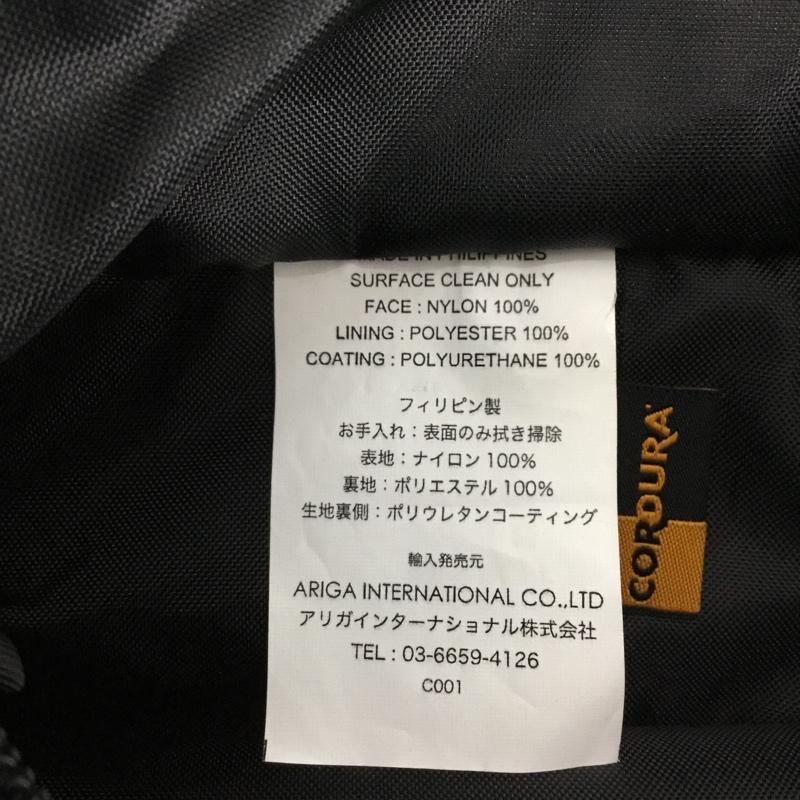 MADE IN PHILIPPINES
SURFACE CLEAN ONLY
FACE : NYLON 100%
LINING : POLYESTER 100%
COATING : POLYURETHANE 100%
フィリピン製
お手入れ : 表面のみ拭き掃除
表地 : ナイロン 100%
裏地 : ポリエステル 100%
生地裏側 : ポリウレタンコーティング
輸入発売元
ARIGA INTERNATIONAL CO.,LTD
アリガインターナショナル株式会社
TEL : 03-6659-4126
C001
CORDURA